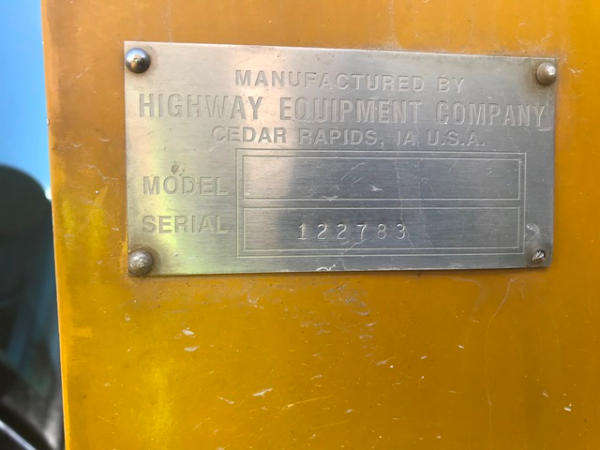 MANUFACTURED BY
HIGHWAY EQUIPMENT COMPANY
CEDAR RAPIDS, IA U.S.A.
MODEL
SERIAL 122783